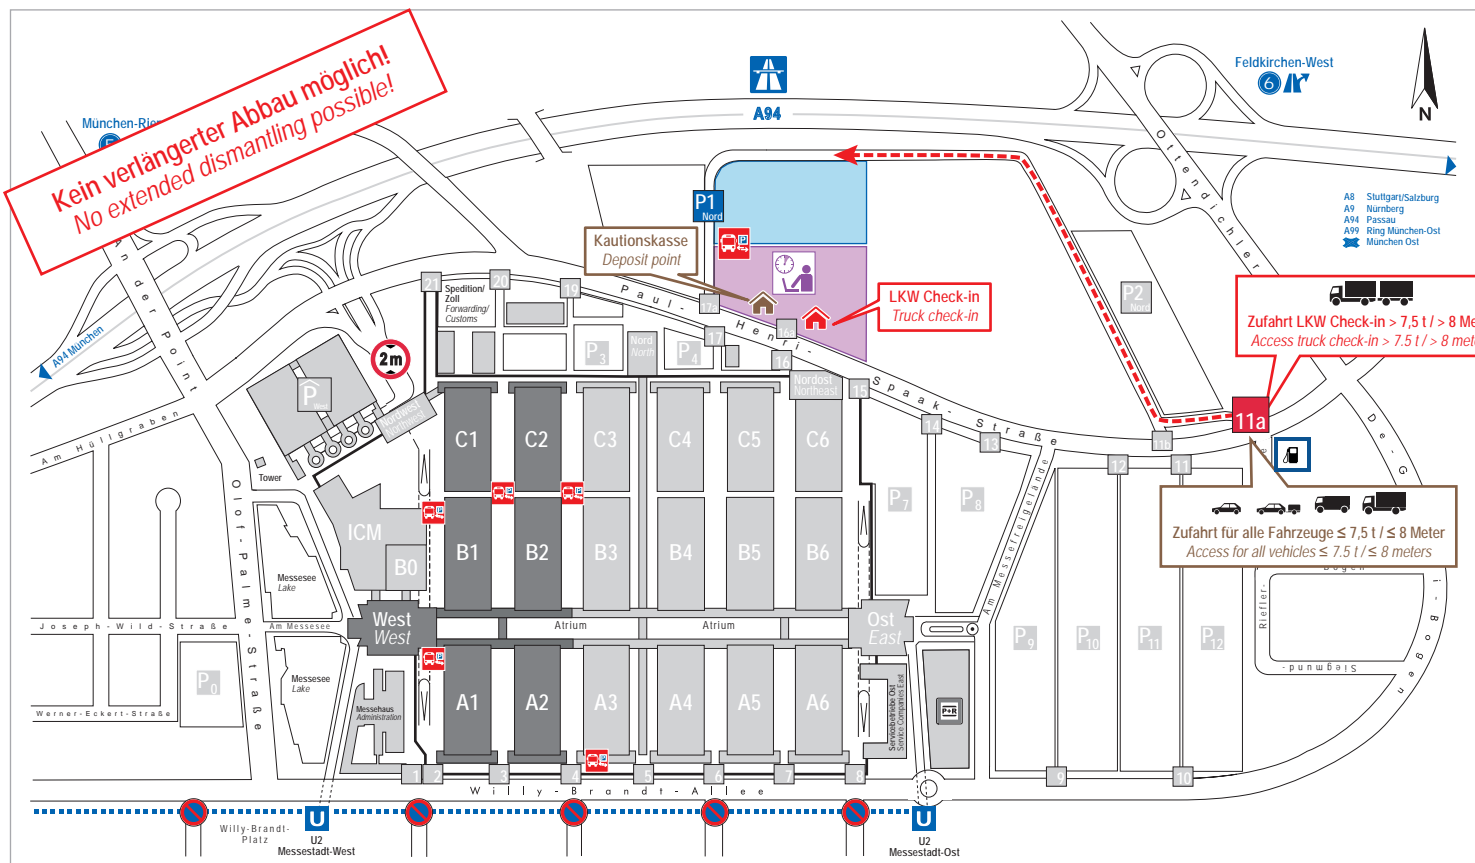 Kein verlängerter Abbau möglich!
No extended dismantling possible!
A94
Feldkirchen-West
6
N
A8 Stuttgart/Salzburg
A9 Nürnberg
A94 Passau
A99 Ring München-Ost
München Ost
A94 München
2m
P West
Tower
Am Hüllgraben
Olof-Palme-Straße
Joseph-Wild-Straße
Werner-Eckert-Straße
P0
Messesee
Lake
Am Messesee
Messesee
Lake
Messehaus
Administration
ICM
B0
West
West
Nordwest
Northwest
21
20
19
17a
17
16a
16
15
14
13
12
11
11b
11a
Spedition/
Zoll
Forwarding/
Customs
P3
Nord
North
P4
Nordost
Northeast
Kautionskasse
Deposit point
P1
Nord
LKW Check-in
Truck check-in
Paul-Henri-Spaak-Straße
P2
Nord
Zufahrt LKW Check-in > 7,5 t / > 8 Me
Access truck check-in > 7.5 t / > 8 mete
Zufahrt für alle Fahrzeuge ≤ 7,5 t / ≤ 8 Meter
Access for all vehicles ≤ 7.5 t / ≤ 8 meters
C1
C2
C3
C4
C5
C6
B1
B2
B3
B4
B5
B6
Atrium
Atrium
A1
A2
A3
A4
A5
A6
Ost
East
Servicebetriebe Ost
Service Companies East
P+R
P7
P8
Am Messefreigelände
P9
P10
P11
P12
Riefler-
Bogen
Siegmund-
1
2
3
4
5
6
7
8
9
10
Willy-Brandt-Allee
Willy-Brandt-
Platz
U
U2
Messestadt-West
U
U2
Messestadt-Ost